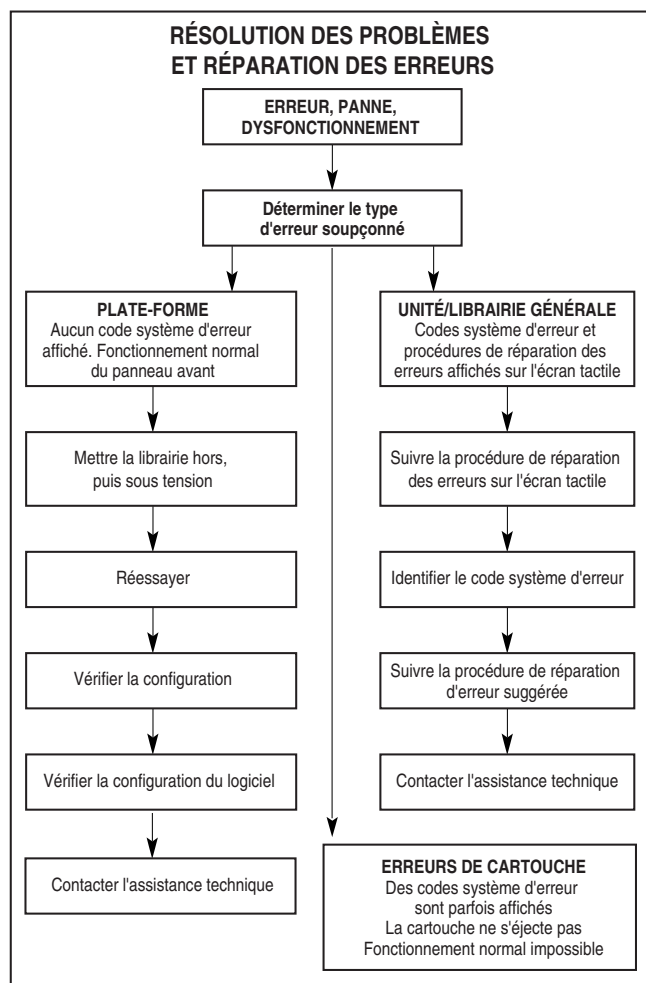 RÉSOLUTION DES PROBLÈMES
ET RÉPARATION DES ERREURS
ERREUR, PANNE,
DYSFONCTIONNEMENT
Déterminer le type
d'erreur soupçonné
PLATE-FORME
Aucun code système d'erreur
affiché. Fonctionnement normal
du panneau avant
Mettre la librairie hors,
puis sous tension
Réessayer
Vérifier la configuration
Vérifier la configuration du logiciel
Contacter l'assistance technique
UNITÉ/LIBRAIRIE GÉNÉRALE
Codes système d'erreur et
procédures de réparation des
erreurs affichés sur l'écran tactile
Suivre la procédure de réparation
des erreurs sur l'écran tactile
Identifier le code système d'erreur
Suivre la procédure de réparation
d'erreur suggérée
Contacter l'assistance technique
ERREURS DE CARTOUCHE
Des codes système d'erreur
sont parfois affichés
La cartouche ne s'éjecte pas
Fonctionnement normal impossible